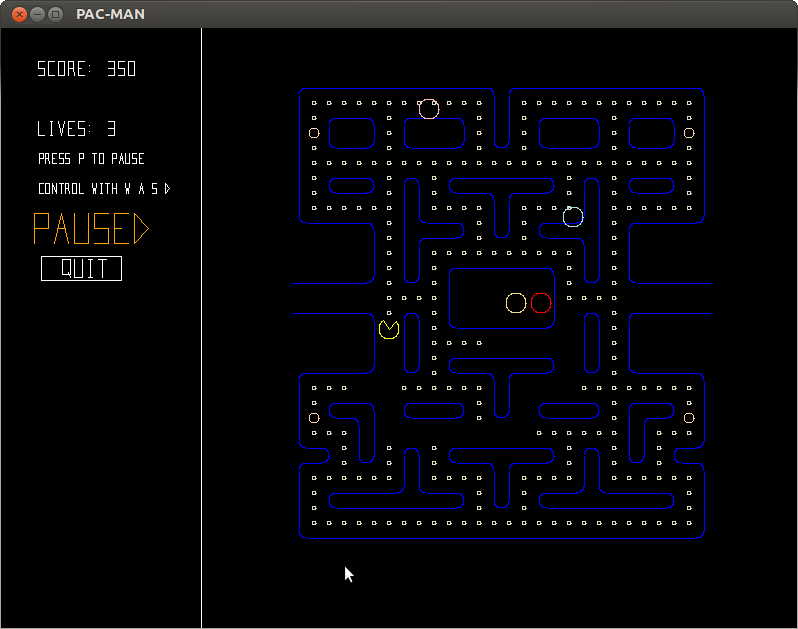 PAC-MAN
SCORE: 350
LIVES: 3
PRESS P TO PAUSE
CONTROL WITH W A S D
PAUSED
QUIT